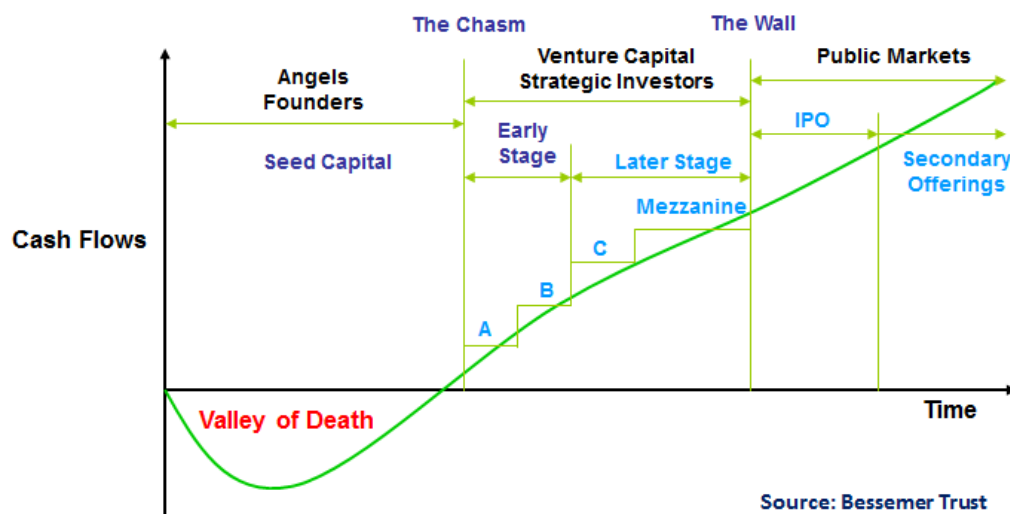 The Chasm
The Wall
Angels
Founders
Venture Capital
Strategic Investors
Public Markets
Seed Capital
Early
Stage
Later Stage
IPO
Secondary
Offerings
Mezzanine
Cash Flows
C
B
A
Valley of Death
Time
Source: Bessemer Trust